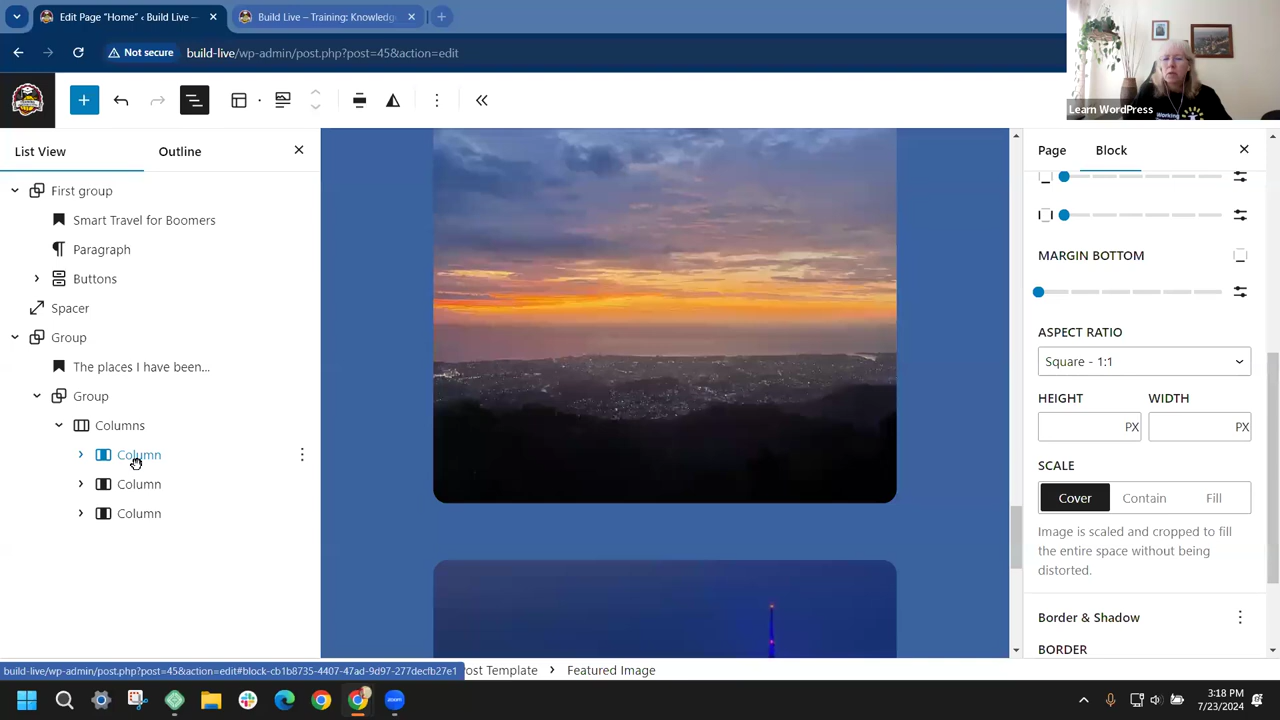 Edit Page "Home" ‹ Build Live —
Build Live – Training: Knowledg
Not secure
build-live/wp-admin/post.php?post=45&action=edit
Learn WordPress
Working
List View
Outline
Page
Block
First group
Smart Travel for Boomers
Paragraph
Buttons
Spacer
Group
The places I have been...
Group
Columns
Column
Column
Column
MARGIN BOTTOM
ASPECT RATIO
Square - 1:1
HEIGHT
WIDTH
PX
PX
SCALE
Cover
Contain
Fill
Image is scaled and cropped to fill
the entire space without being
distorted.
Border & Shadow
BORDER
build-live/wp-admin/post.php?post=45&action=edit#block-cb1b8735-4407-47ad-9d97-277decfb27e1
ost Template
Featured Image
zoom
3:18 PM
7/23/2024